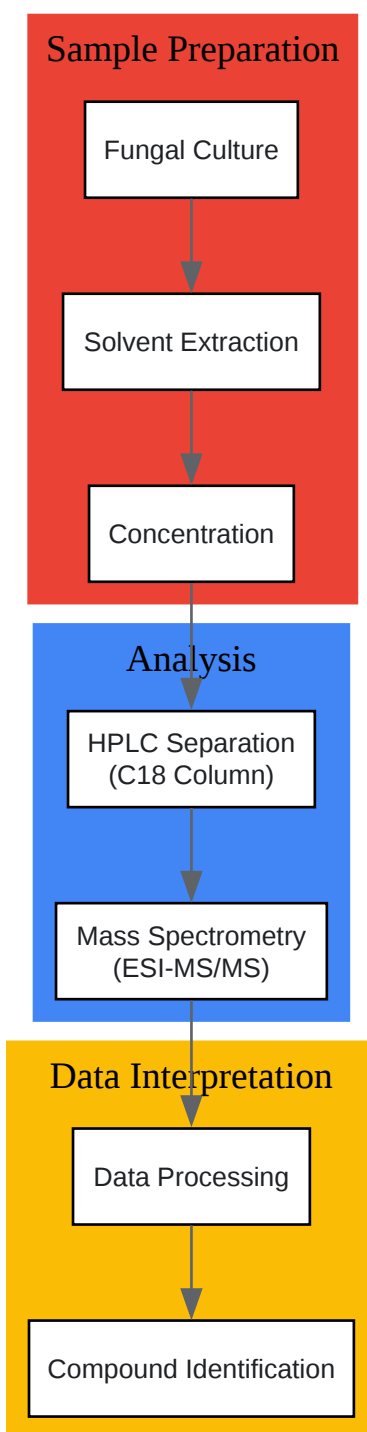 Sample Preparation
Fungal Culture
Solvent Extraction
Concentration
Analysis
HPLC Separation
(C18 Column)
Mass Spectrometry
(ESI-MS/MS)
Data Interpretation
Data Processing
Compound Identification